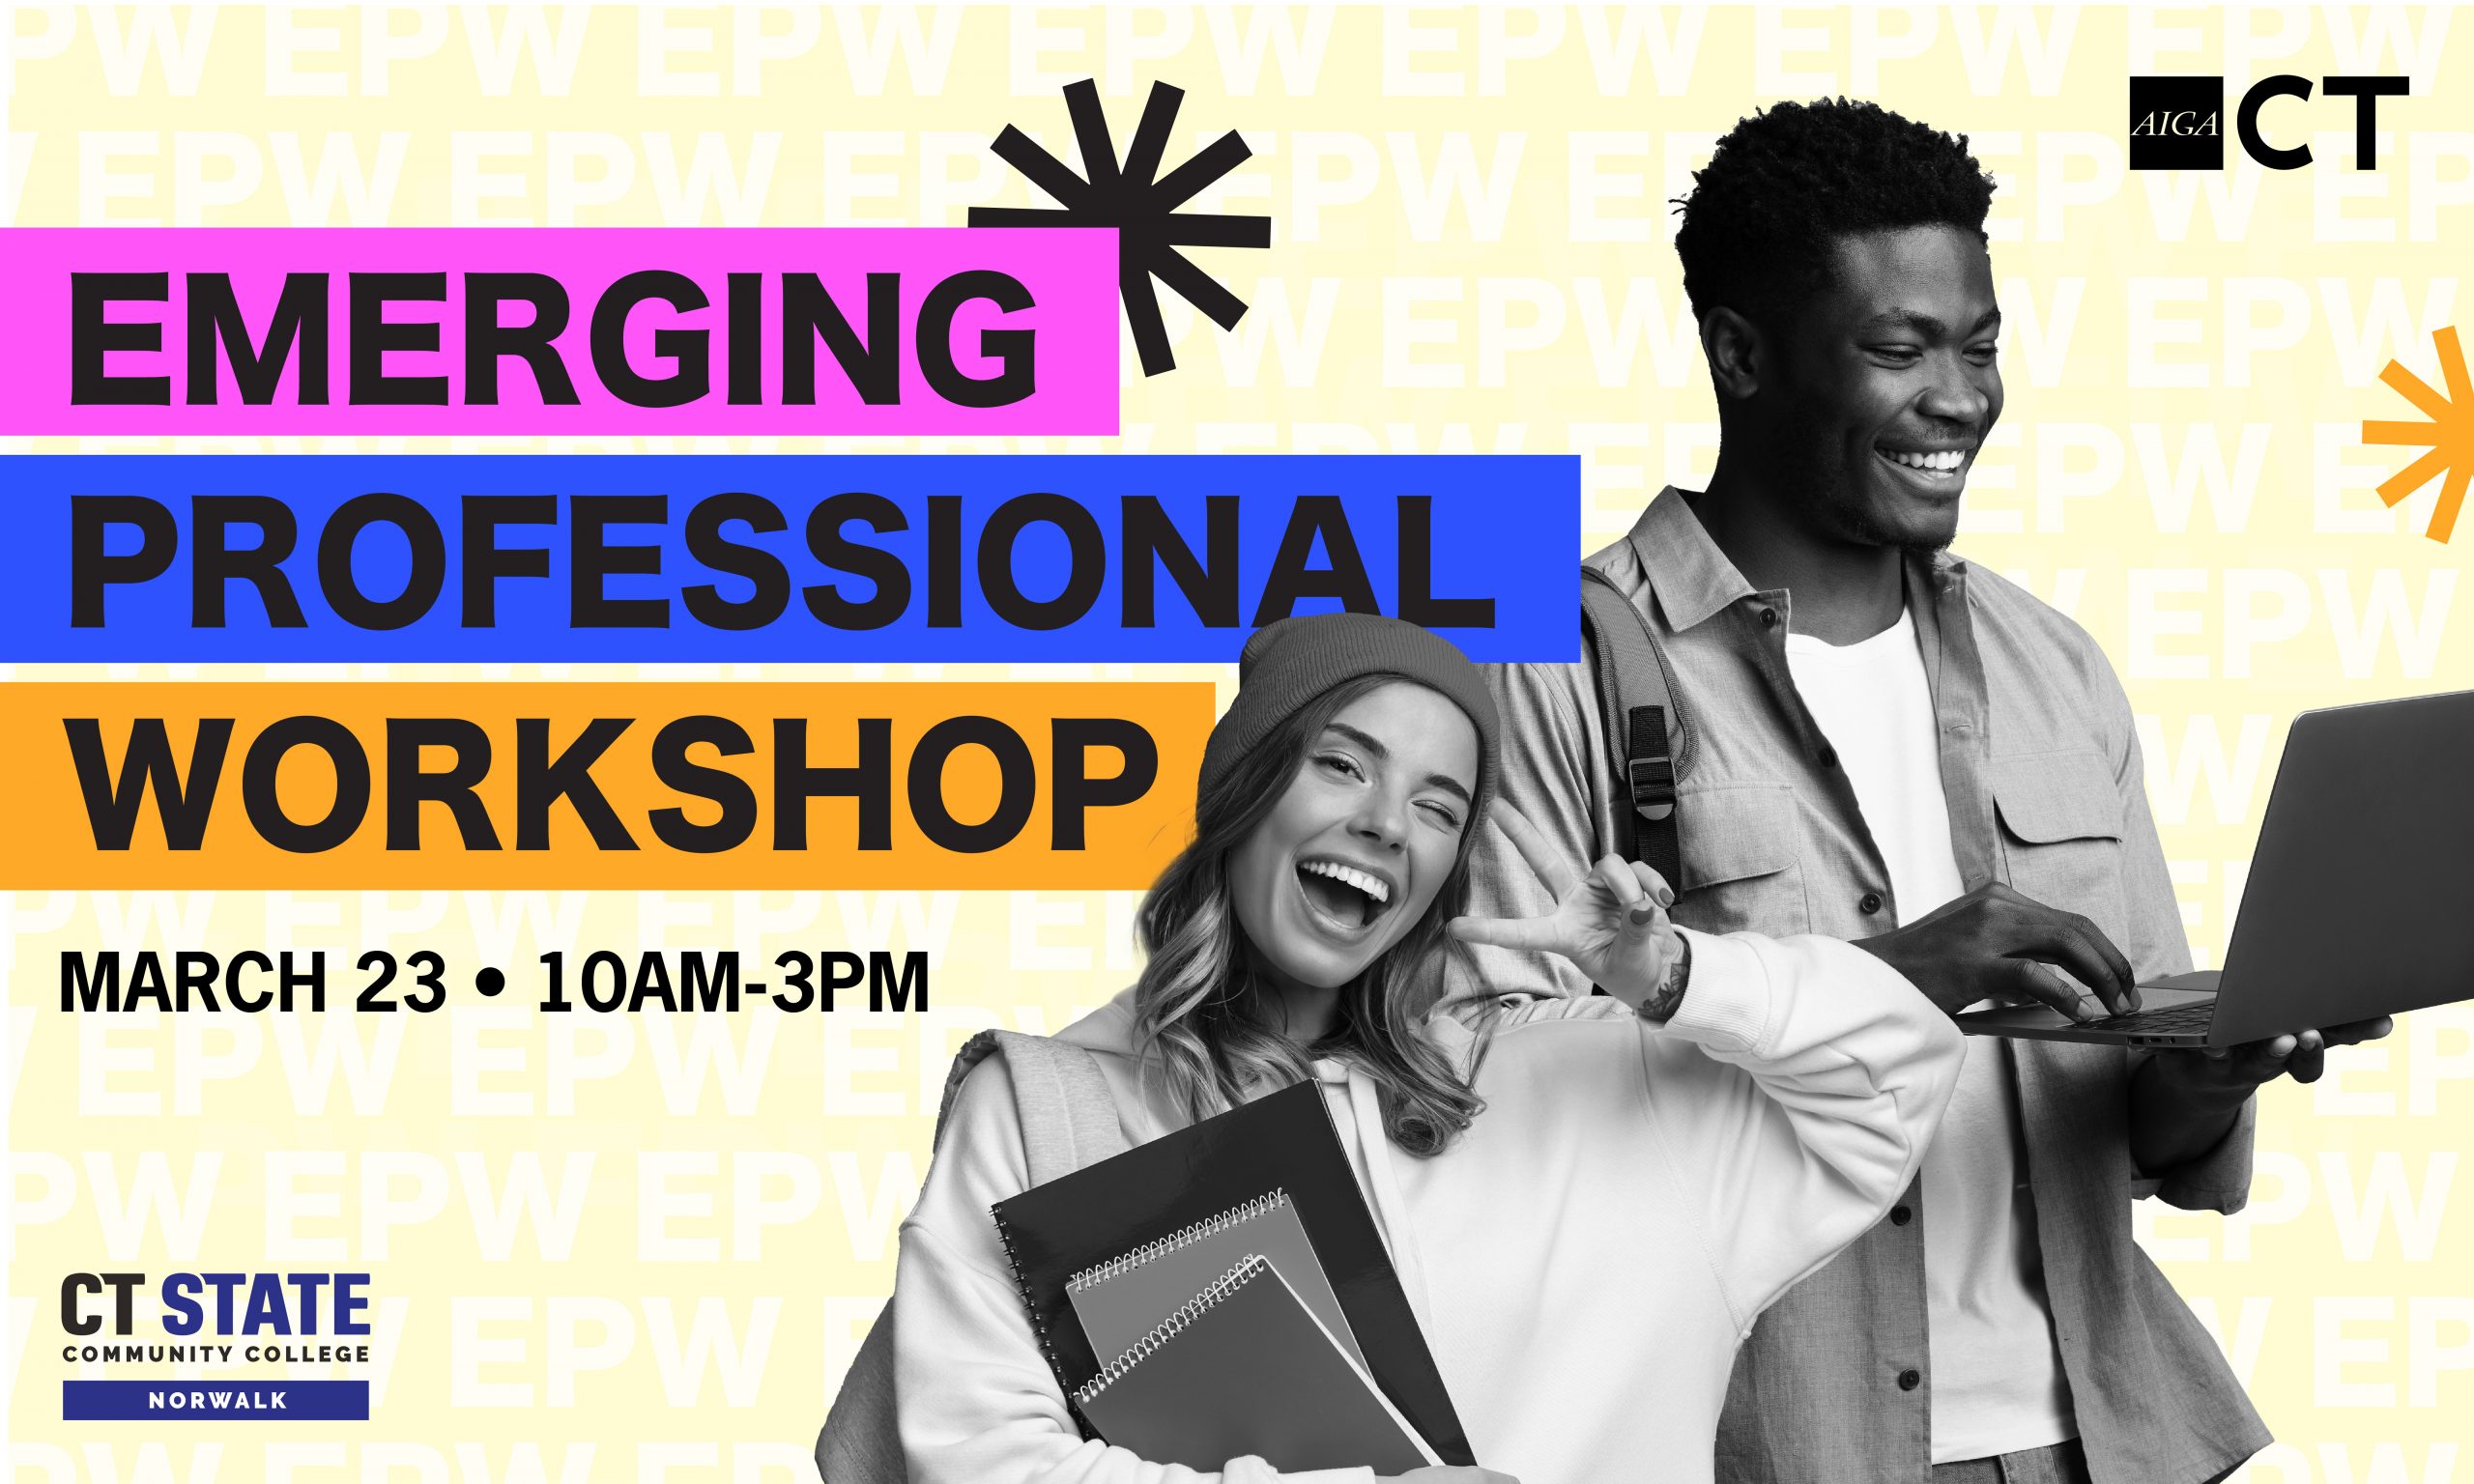 AIGA CT
EMERGING
PROFESSIONAL
WORKSHOP
MARCH 23 • 10AM-3PM
CT STATE
COMMUNITY COLLEGE
NORWALK